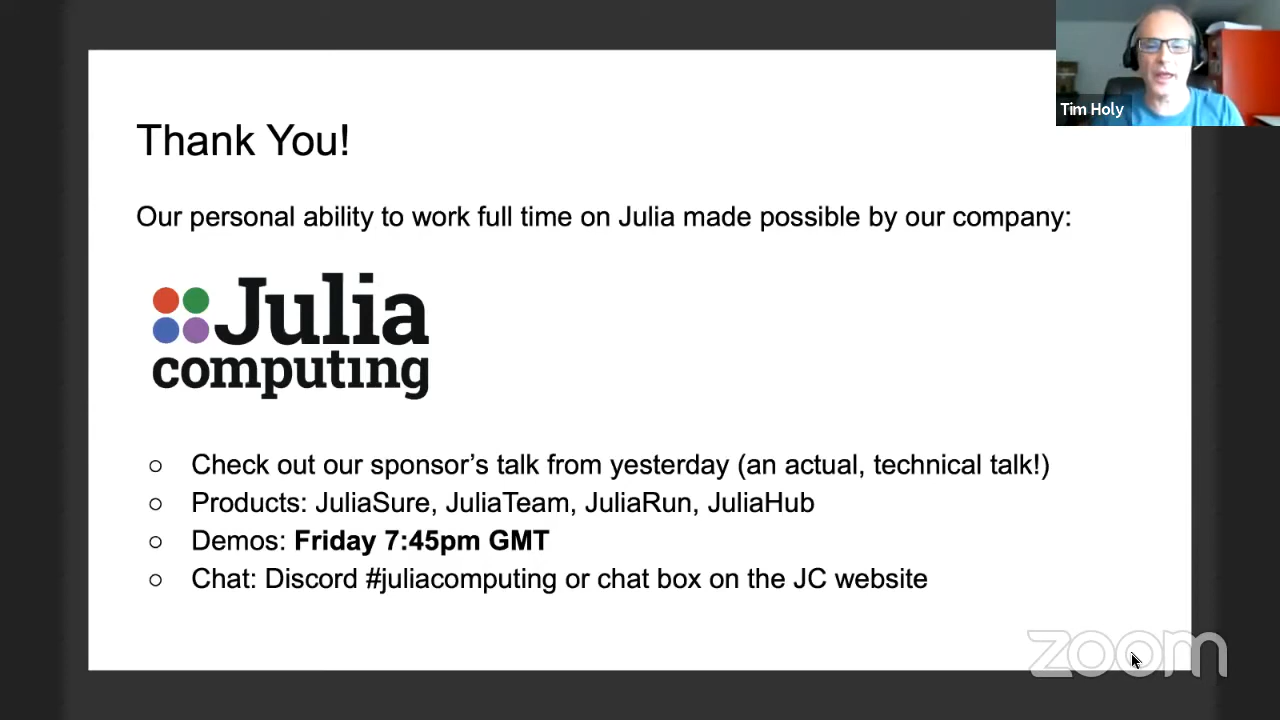 Thank You!
Our personal ability to work full time on Julia made possible by our company:
Julia
computing
○ Check out our sponsor’s talk from yesterday (an actual, technical talk!)
○ Products: JuliaSure, JuliaTeam, JuliaRun, JuliaHub
○ Demos: Friday 7:45pm GMT
○ Chat: Discord #juliacomputing or chat box on the JC website
Tim Holy
zoom